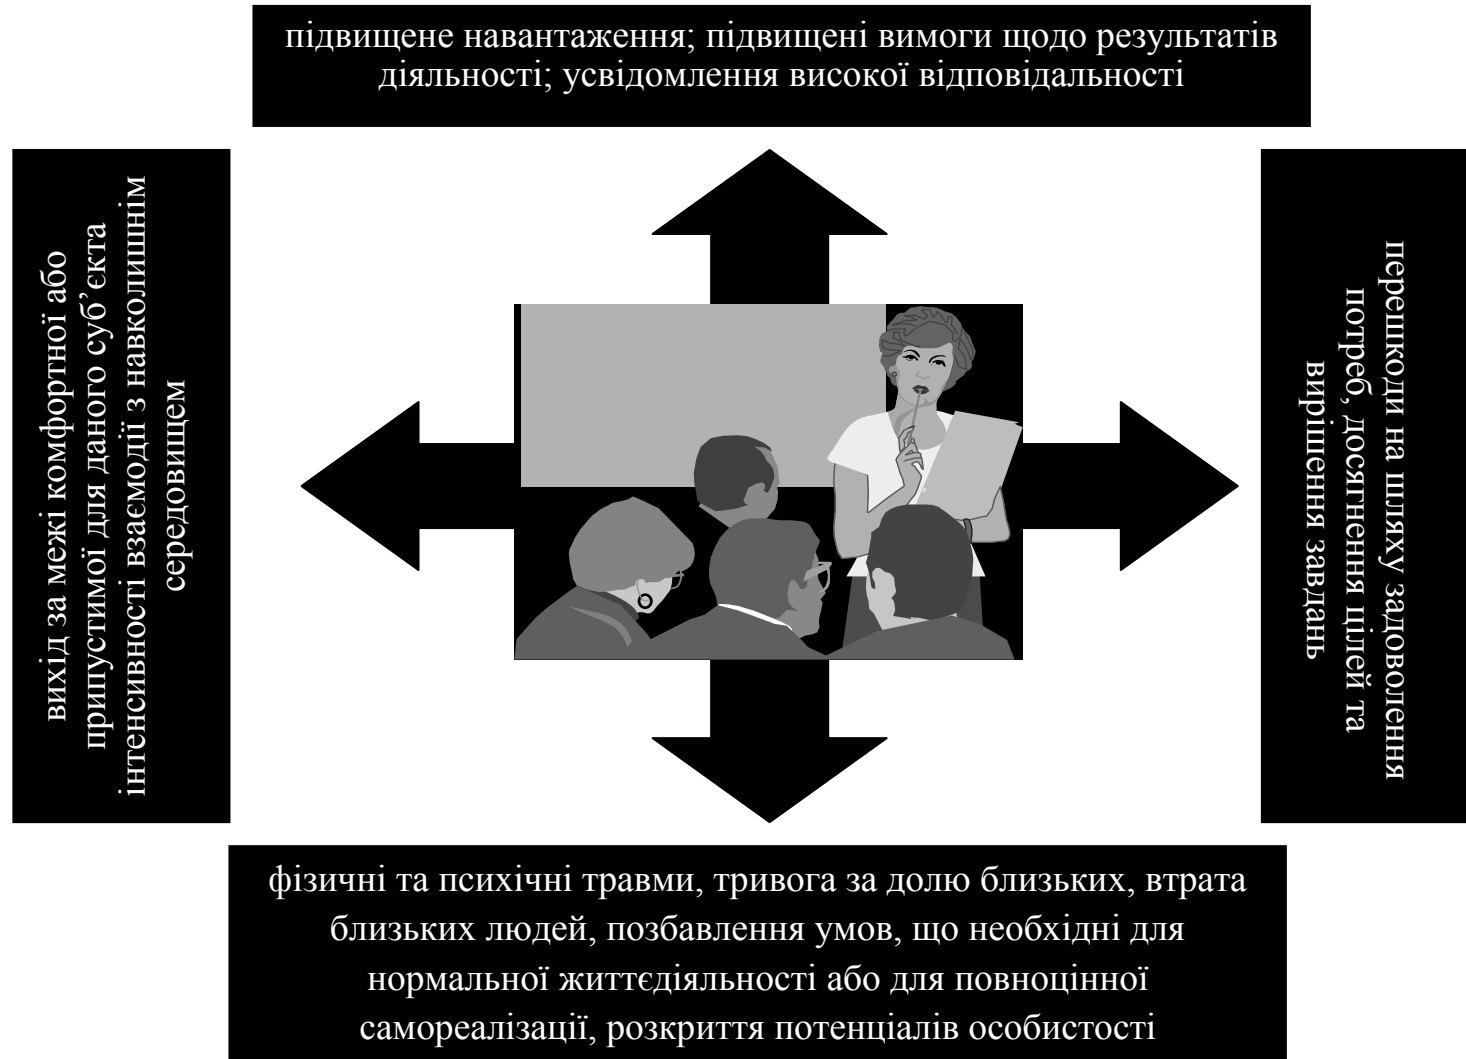 підвищене навантаження; підвищені вимоги щодо результатів
діяльності; усвідомлення високої відповідальності
вихід за межі комфортної або
припустимої для даного суб’єкта
інтенсивності взаємодії з навколишнім
середовищем
перешкоди на шляху задоволення
потреб, досягнення цілей та
вирішення завдань
фізичні та психічні травми, тривога за долю близьких, втрата
близьких людей, позбавлення умов, що необхідні для
нормальної життєдіяльності або для повноцінної
самореалізації, розкриття потенціалів особистості